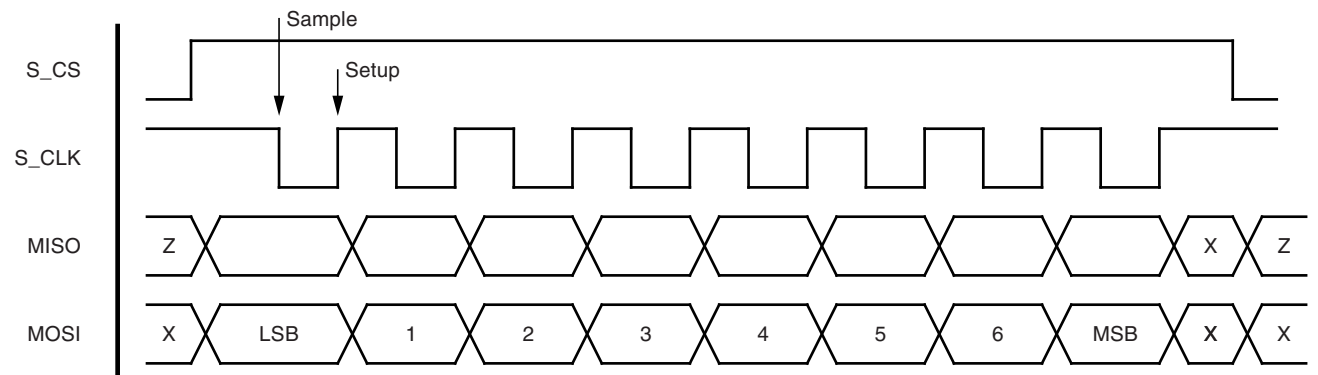 Sample
S_CS
Setup
S_CLK
MISO Z X Z
MOSI X LSB 1 2 3 4 5 6 MSB X X